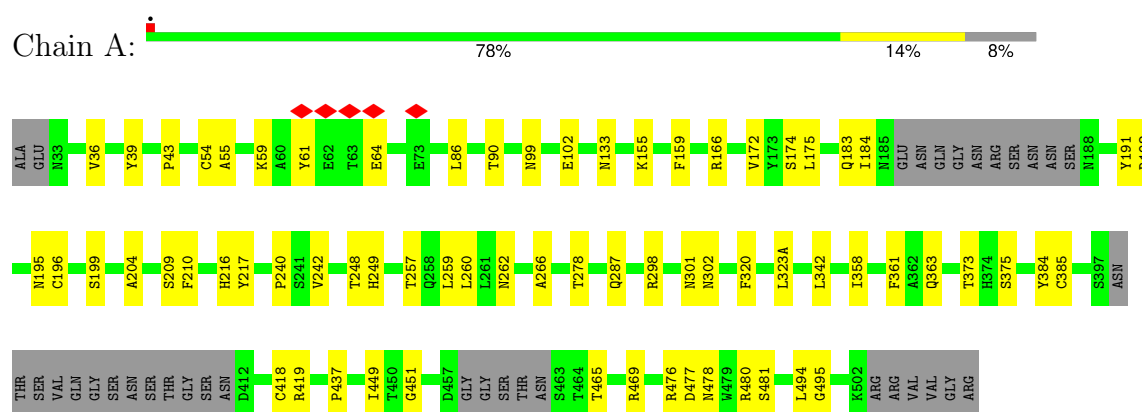 Chain A:
78% 14% 8%
ALA GLU N33 V36 Y39 P43 C54 A55 K59 A60 Y61 E62 T63 E64 E73 L86 T90 N99 E102 N133 K155 F159 R166 V172 Y173 S174 L175 Q183 I184 N185 GLU ASN GLN GLY ASN ARG SER ASN ASN SER N188 Y191
N195 C196 S199 A204 S209 F210 H216 Y217 P240 S241 V242 T248 H249 T257 Q258 L259 L260 L261 N262 A266 T278 Q287 R298 N301 N302 F320 L323A L342 I358 F361 A362 Q363 T373 H374 S375 Y384 C385 S397 ASN
THR SER VAL GLN GLY SER ASN SER THR GLY SER ASN D412 C418 R419 P437 I449 T450 G451 D457 GLY GLY SER THR ASN S463 T464 T465 R469 R476 D477 N478 W479 R480 S481 L494 G495 K502 ARG ARG VAL VAL GLY ARG